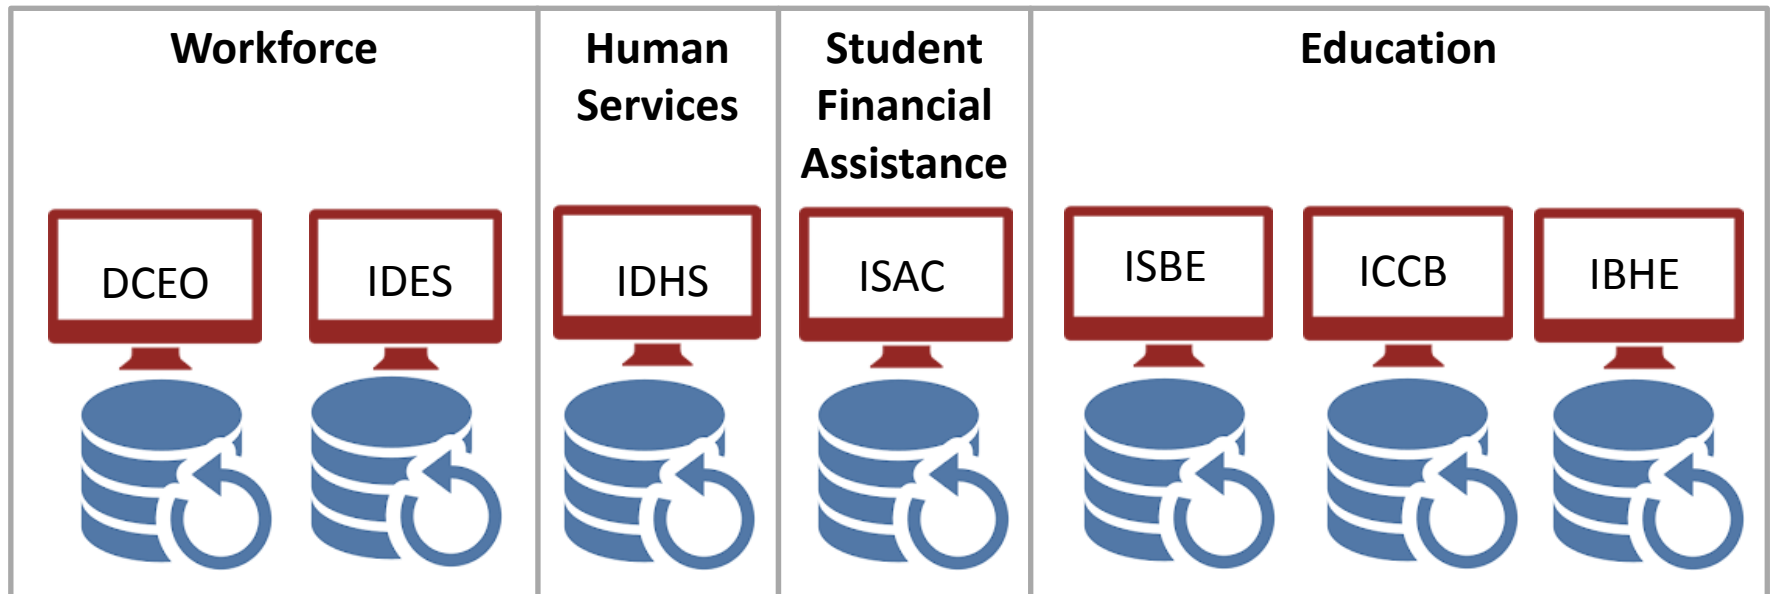 Workforce
Human
Services
Student
Financial
Assistance
Education
DCEO
IDES
IDHS
ISAC
ISBE
ICCB
IBHE